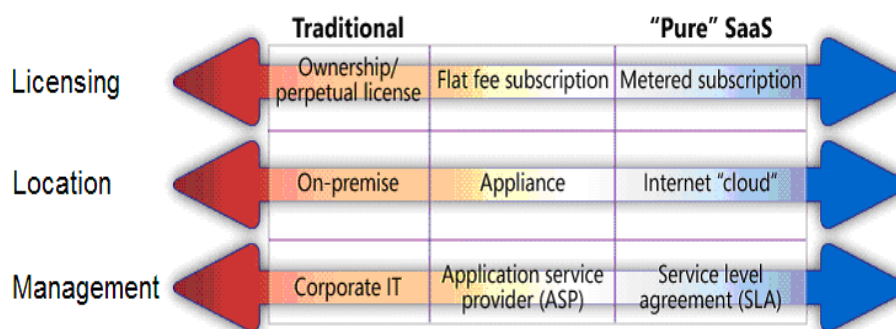 Traditional “Pure” SaaS
Licensing
Ownership/
perpetual license
Flat fee subscription
Metered subscription
Location
On-premise
Appliance
Internet “cloud”
Management
Corporate IT
Application service
provider (ASP)
Service level
agreement (SLA)